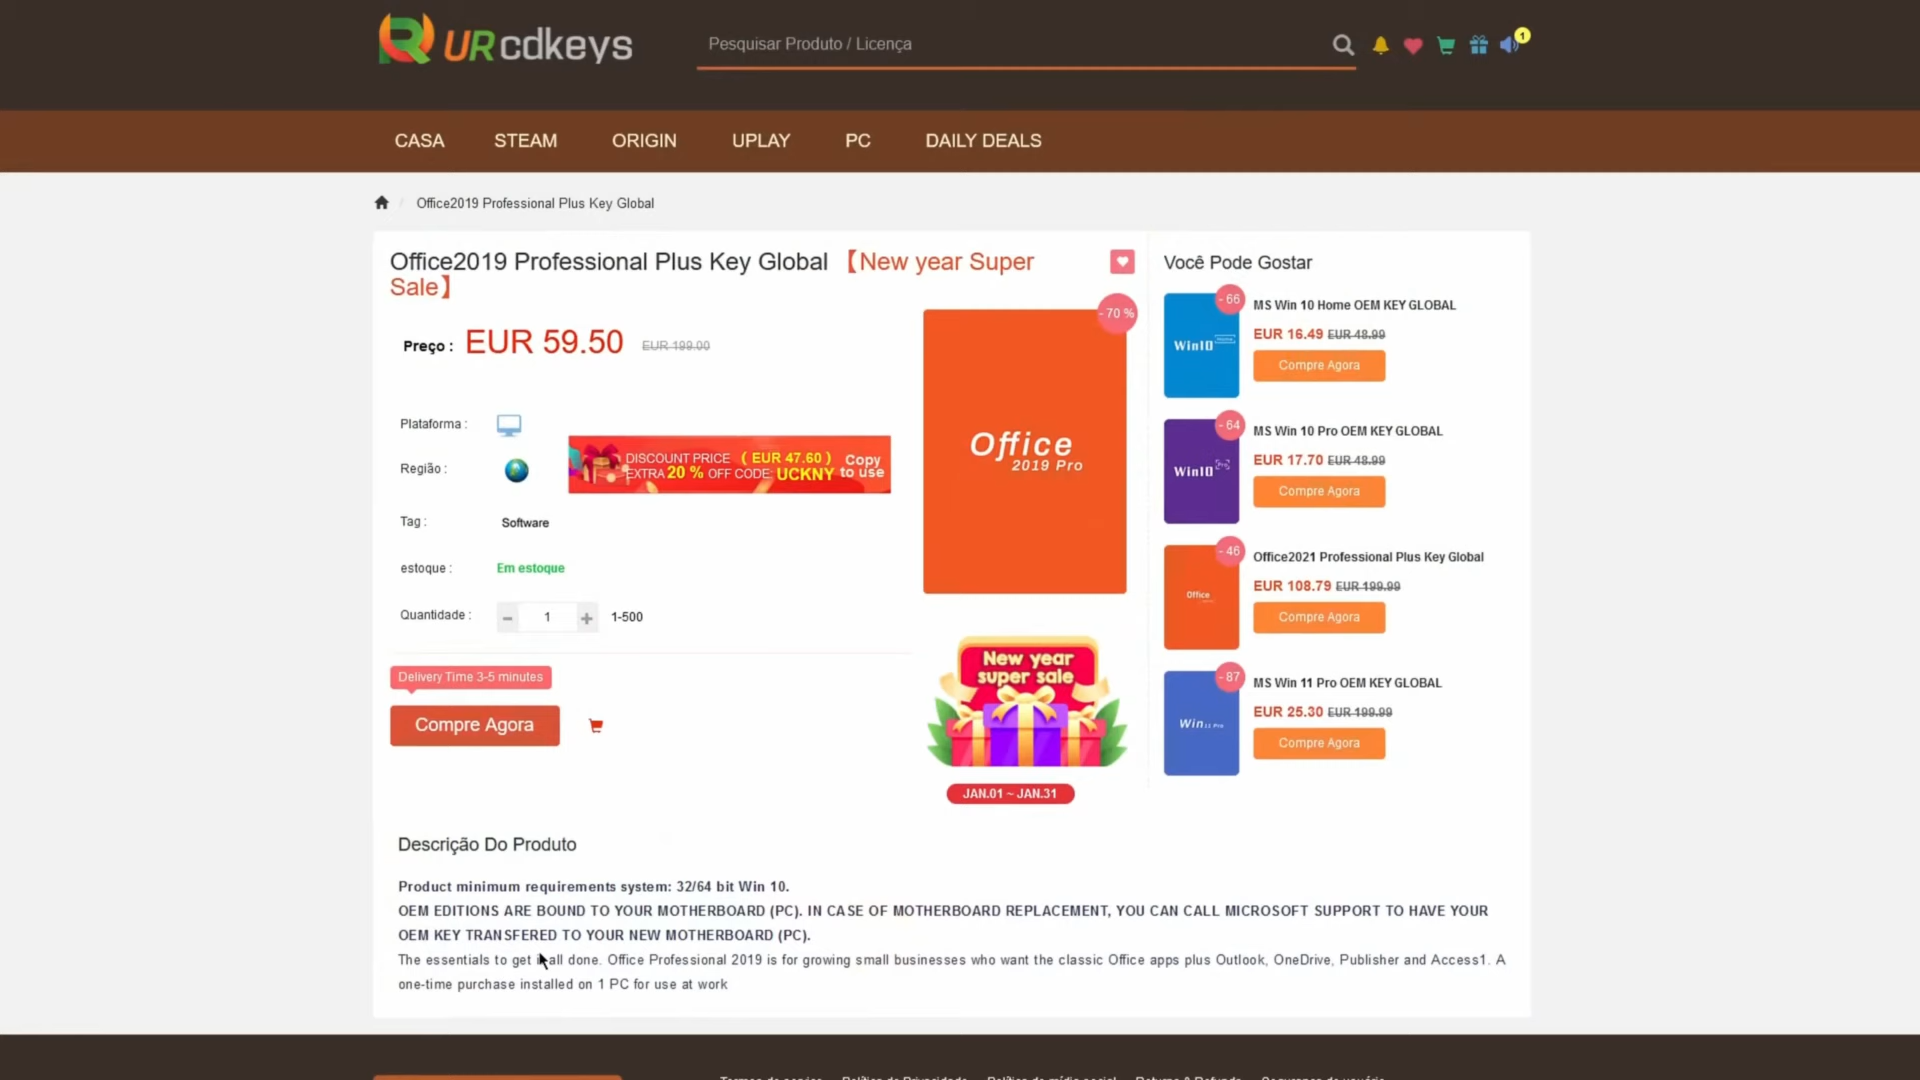 URcdkeys
Pesquisar Produto / Licença
1
CASA STEAM ORIGIN UPLAY PC DAILY DEALS
/ Office2019 Professional Plus Key Global
Office2019 Professional Plus Key Global 【New year Super
Sale】
Preço : EUR 59.50 EUR 199.00
- 70 %
Office
2019 Pro
Plataforma :
Região :
DISCOUNT PRICE ( EUR 47.60 )
EXTRA 20 % OFF CODE: UCKNY
Copy
to use
Tag : Software
estoque : Em estoque
Quantidade : - 1 + 1-500
Delivery Time 3-5 minutes
Compre Agora
New year
super sale
JAN.01 ~ JAN.31
Você Pode Gostar
- 66
Win10
MS Win 10 Home OEM KEY GLOBAL
EUR 16.49 EUR 48.99
Compre Agora
- 64
Win10
MS Win 10 Pro OEM KEY GLOBAL
EUR 17.70 EUR 48.99
Compre Agora
- 46
Office
Office2021 Professional Plus Key Global
EUR 108.79 EUR 199.99
Compre Agora
- 87
Win 11 Pro
MS Win 11 Pro OEM KEY GLOBAL
EUR 25.30 EUR 199.99
Compre Agora
Descrição Do Produto
Product minimum requirements system: 32/64 bit Win 10.
OEM EDITIONS ARE BOUND TO YOUR MOTHERBOARD (PC). IN CASE OF MOTHERBOARD REPLACEMENT, YOU CAN CALL MICROSOFT SUPPORT TO HAVE YOUR
OEM KEY TRANSFERED TO YOUR NEW MOTHERBOARD (PC).
The essentials to get it all done. Office Professional 2019 is for growing small businesses who want the classic Office apps plus Outlook, OneDrive, Publisher and Access1. A
one-time purchase installed on 1 PC for use at work